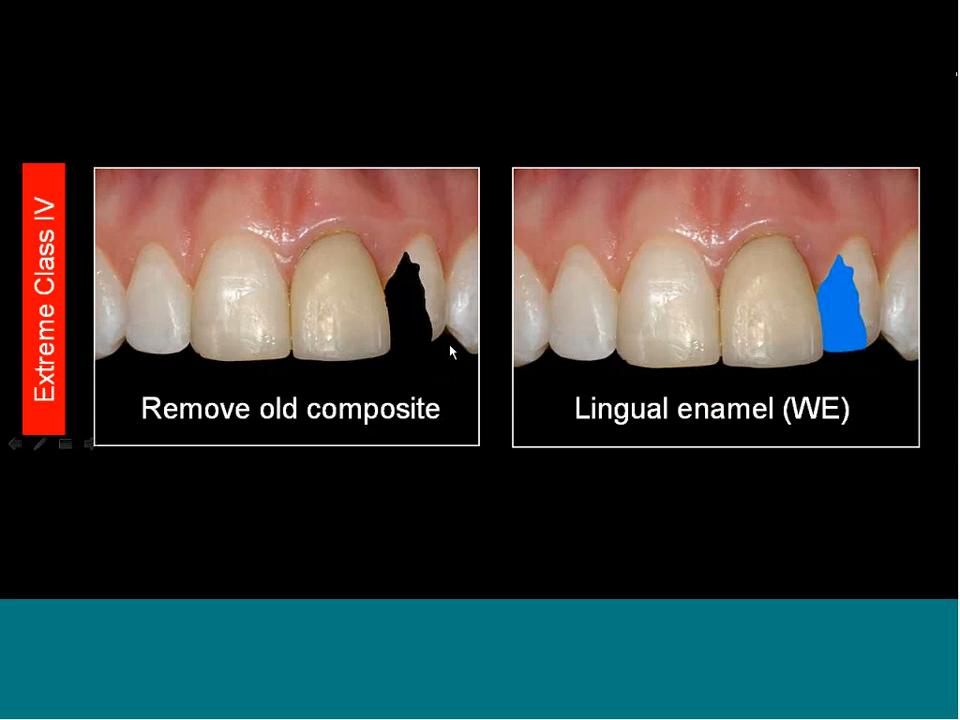 Extreme Class IV
Remove old composite
Lingual enamel (WE)